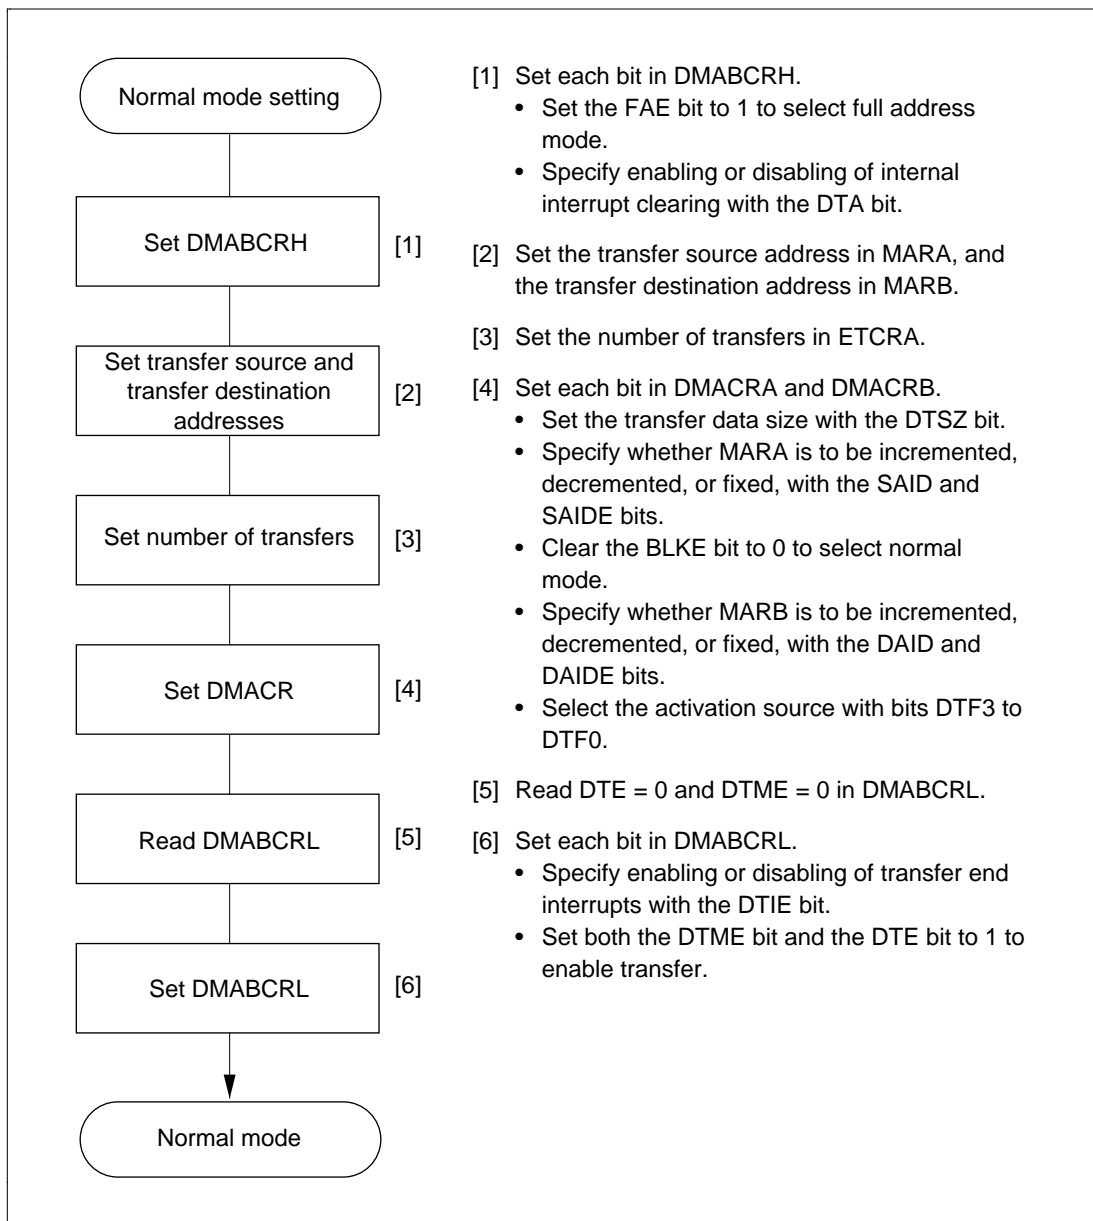 Normal mode setting
Set DMABCRH
[1]
Set transfer source and
transfer destination
addresses
[2]
Set number of transfers
[3]
Set DMACR
[4]
Read DMABCRL
[5]
Set DMABCRL
[6]
Normal mode
[1] Set each bit in DMABCRH.
• Set the FAE bit to 1 to select full address
mode.
• Specify enabling or disabling of internal
interrupt clearing with the DTA bit.
[2] Set the transfer source address in MARA, and
the transfer destination address in MARB.
[3] Set the number of transfers in ETCRA.
[4] Set each bit in DMACRA and DMACRB.
• Set the transfer data size with the DTSZ bit.
• Specify whether MARA is to be incremented,
decremented, or fixed, with the SAID and
SAIDE bits.
• Clear the BLKE bit to 0 to select normal
mode.
• Specify whether MARB is to be incremented,
decremented, or fixed, with the DAID and
DAIDE bits.
• Select the activation source with bits DTF3 to
DTF0.
[5] Read DTE = 0 and DTME = 0 in DMABCRL.
[6] Set each bit in DMABCRL.
• Specify enabling or disabling of transfer end
interrupts with the DTIE bit.
• Set both the DTME bit and the DTE bit to 1 to
enable transfer.